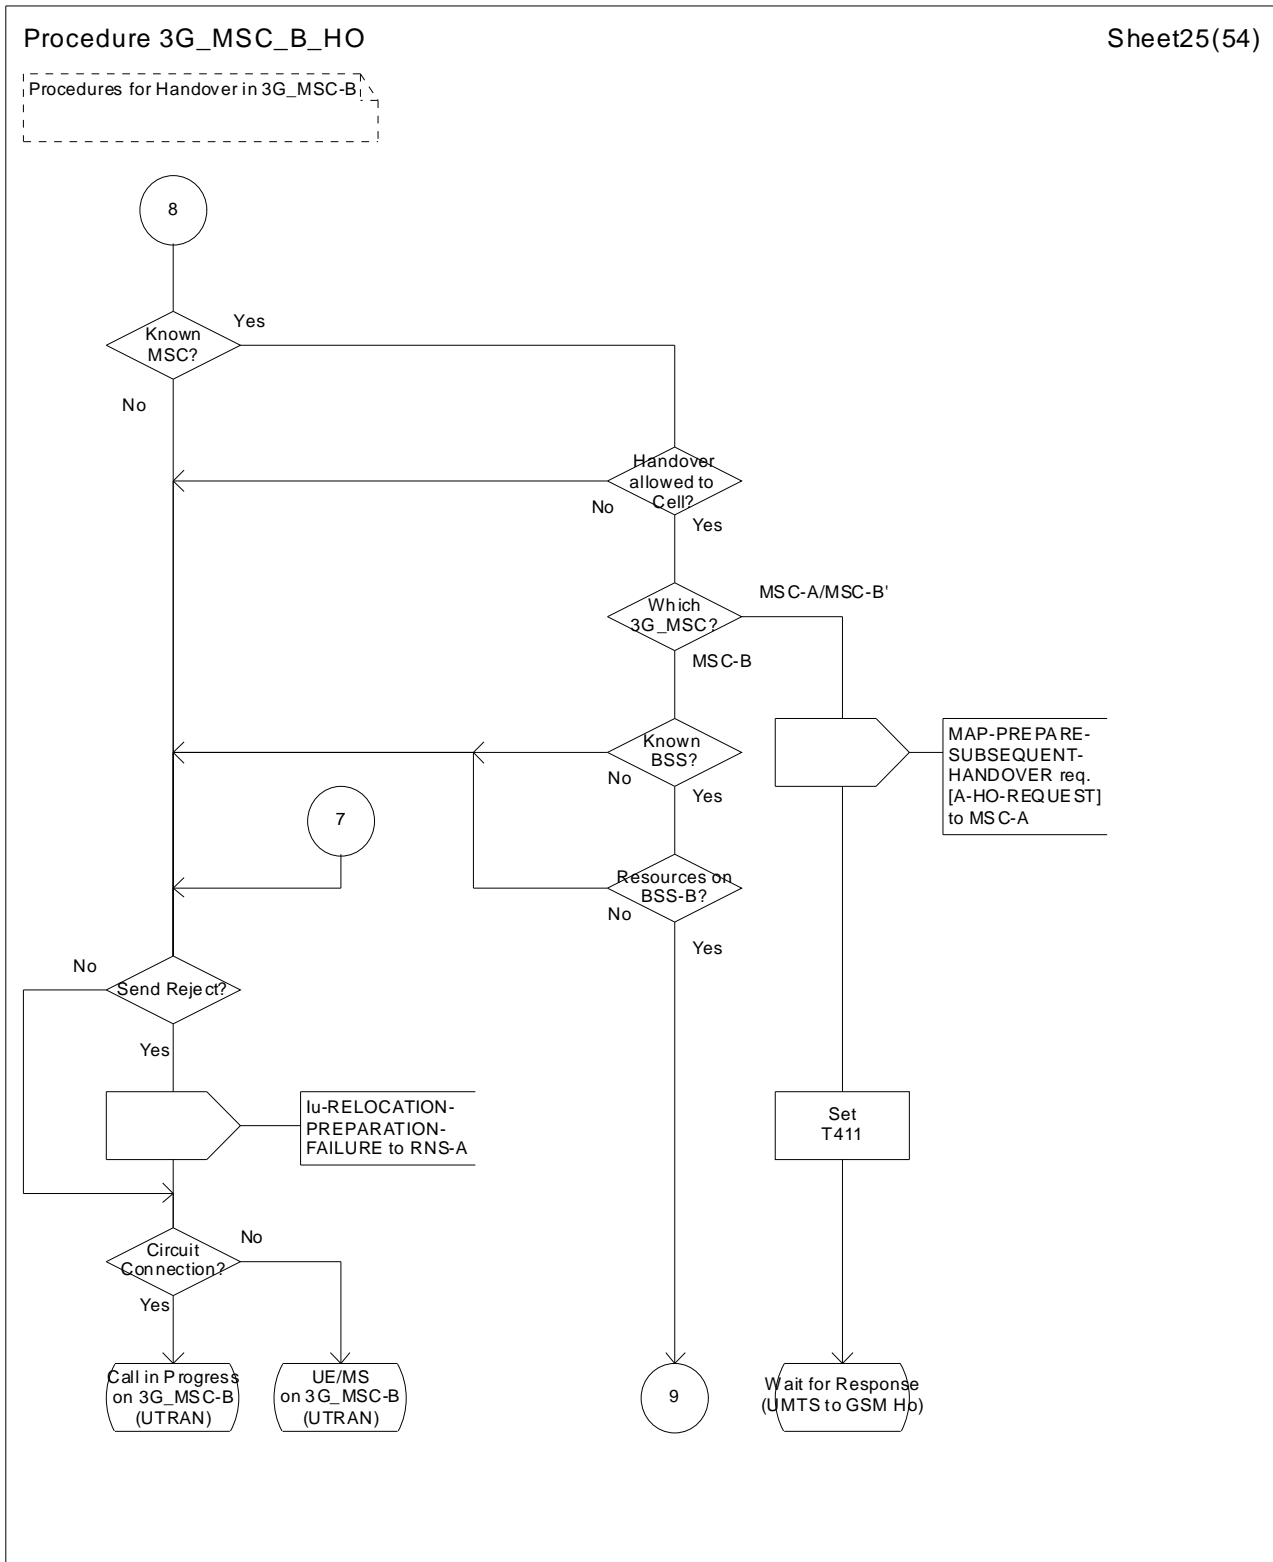 Procedure 3G_MSC_B_HO
Sheet25(54)
Procedures for Handover in 3G_MSC-B
8
Known
MSC?
Yes
No
Handover
allowed to
Cell?
No
Yes
Which
3G_MSC?
MSC-A/MSC-B'
MSC-B
MAP-PREPARE-
SUBSEQUENT-
HANDOVER req.
[A-HO-REQUEST]
to MSC-A
Known
BSS?
No
Yes
7
Resources on
BSS-B?
No
Yes
No
Send Reject?
Yes
Iu-RELOCATION-
PREPARATION-
FAILURE to RNS-A
Set
T411
Circuit
Connection?
No
Yes
Call in Progress
on 3G_MSC-B
(UTRAN)
UE/MS
on 3G_MSC-B
(UTRAN)
9
Wait for Response
(UMTS to GSM Ho)